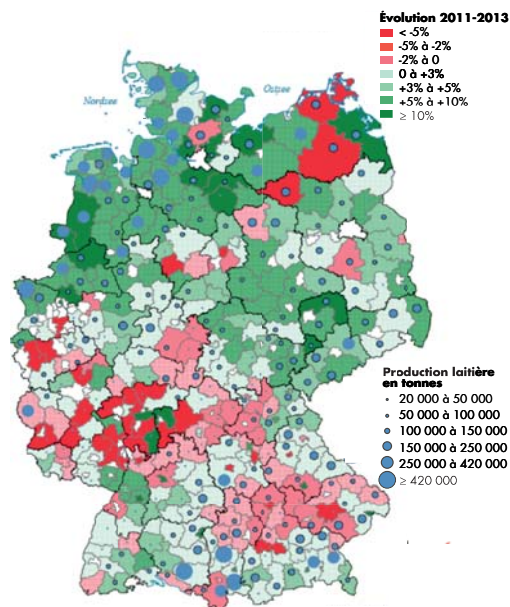 Évolution 2011-2013
< -5%
-5% à -2%
-2% à 0
0 à +3%
+3% à +5%
+5% à +10%
≥ 10%
Nordsee
Ostsee
Production laitière
en tonnes
20 000 à 50 000
50 000 à 100 000
100 000 à 150 000
150 000 à 250 000
250 000 à 420 000
≥ 420 000